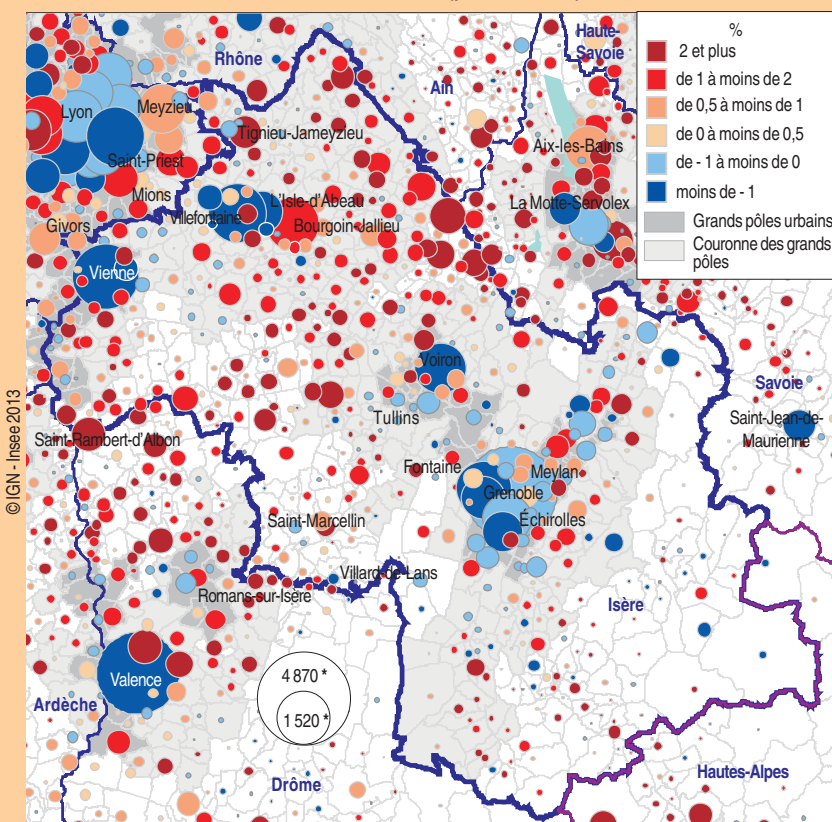 %
2 et plus
de 1 à moins de 2
de 0,5 à moins de 1
de 0 à moins de 0,5
de - 1 à moins de 0
moins de - 1
Grands pôles urbains
Couronne des grands
pôles
Haute-
Savoie
Rhône
Ain
Lyon
Meyzieu
Tignieu-Jameyzieu
Aix-les-Bains
Saint-Priest
Mions
L'Isle-d'Abeau
La Motte-Servolex
Villefontaine
Givors
Bourgoin-Jallieu
Vienne
Voiron
Savoie
Tullins
Saint-Jean-de-
Maurienne
Saint-Rambert-d'Albon
Fontaine
Meylan
Grenoble
Saint-Marcellin
Échirolles
Villard-de-Lans
Romans-sur-Isère
Isère
Valence
4 870 *
1 520 *
Ardèche
Drôme
Hautes-Alpes
© IGN - Insee 2013